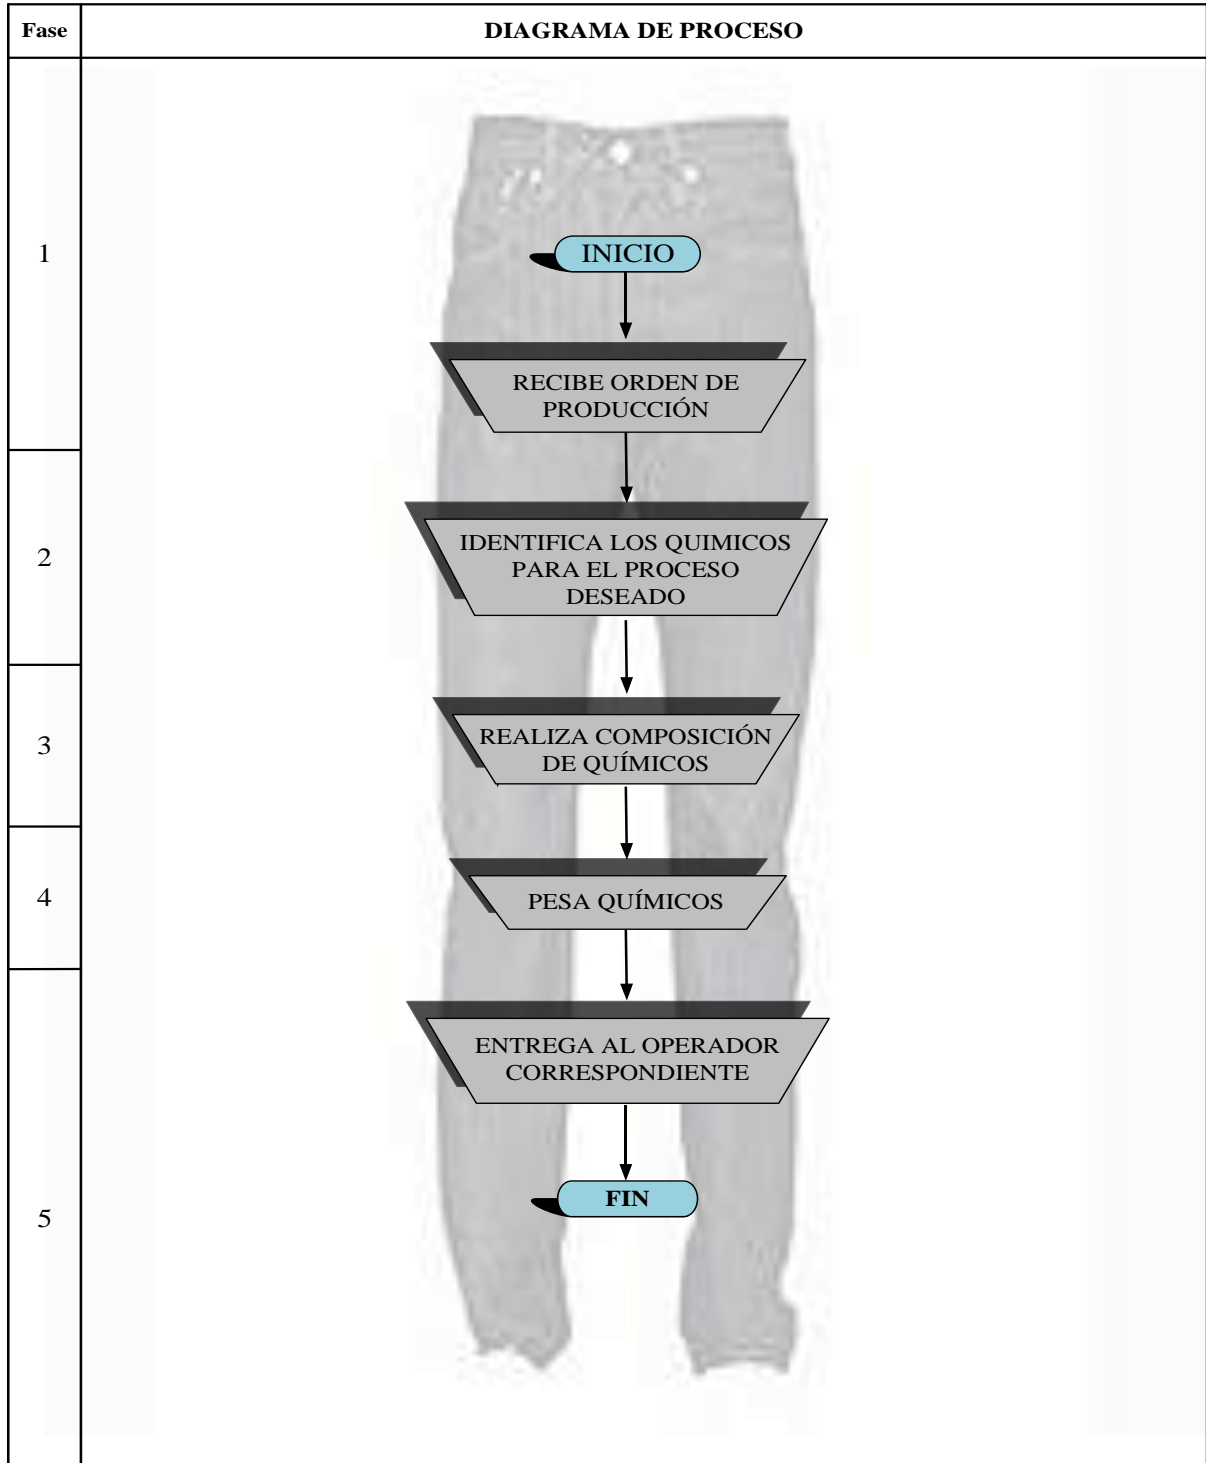 Fase
DIAGRAMA DE PROCESO
1
INICIO
RECIBE ORDEN DE
PRODUCCIÓN
2
IDENTIFICA LOS QUIMICOS
PARA EL PROCESO
DESEADO
3
REALIZA COMPOSICIÓN
DE QUÍMICOS
4
PESA QUÍMICOS
ENTREGA AL OPERADOR
CORRESPONDIENTE
5
FIN